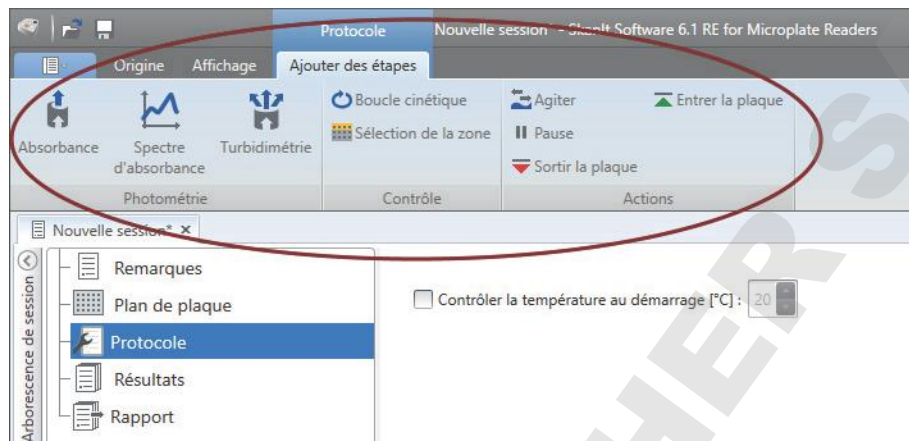 Protocole
Nouvelle session* - SkanIt Software 6.1 RE for Microplate Readers
Origine Affichage Ajouter des étapes
Absorbance
Spectre
d'absorbance
Turbidimétrie
Photométrie
Boucle cinétique
Sélection de la zone
Contrôle
Agiter
Pause
Sortir la plaque
Entrer la plaque
Actions
Nouvelle session* ×
Arborescence de session
Remarques
Plan de plaque
Protocole
Résultats
Rapport
Contrôler la température au démarrage [°C] : 20
HER S